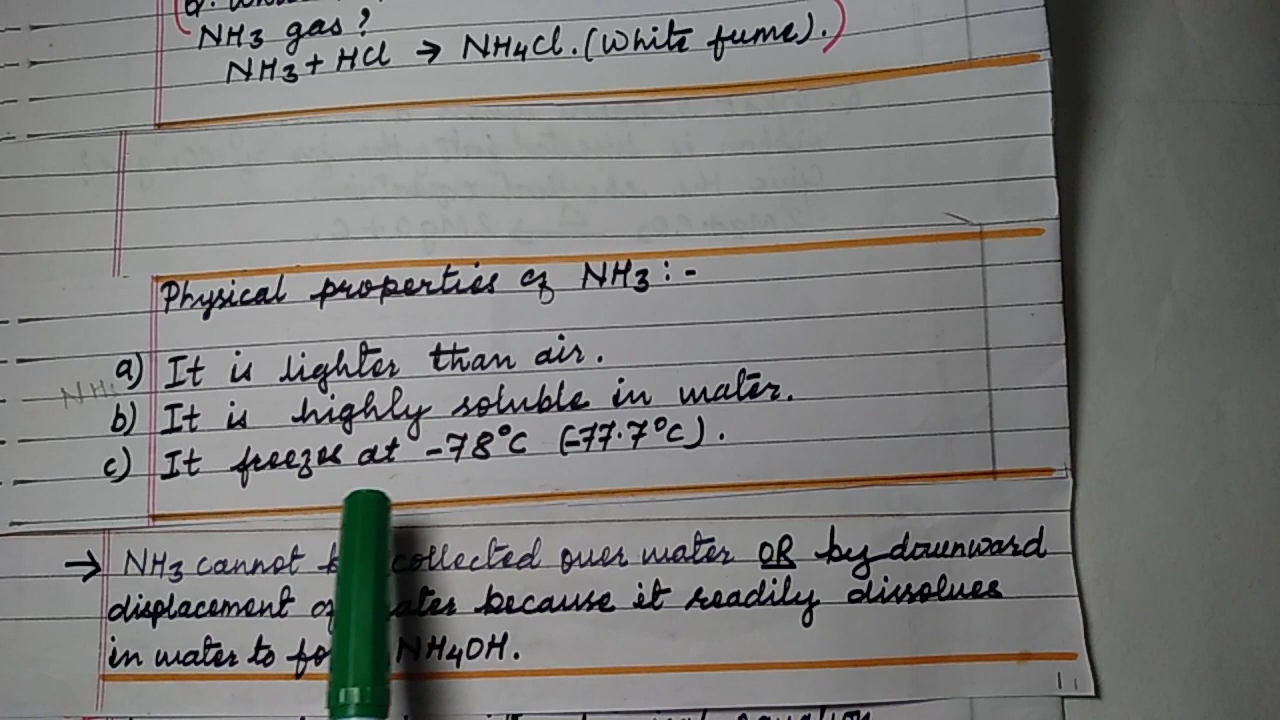 NH3 gas?
NH3 + HCl → NH4Cl. (White fume).)
Physical properties of NH3 :-
a) It is lighter than air.
b) It is highly soluble in water.
c) It freezes at -78°C (-77.7°C).
→ NH3 cannot collected over water OR by downward
displacement because it readily dissolves
in water to NH4OH.
equation